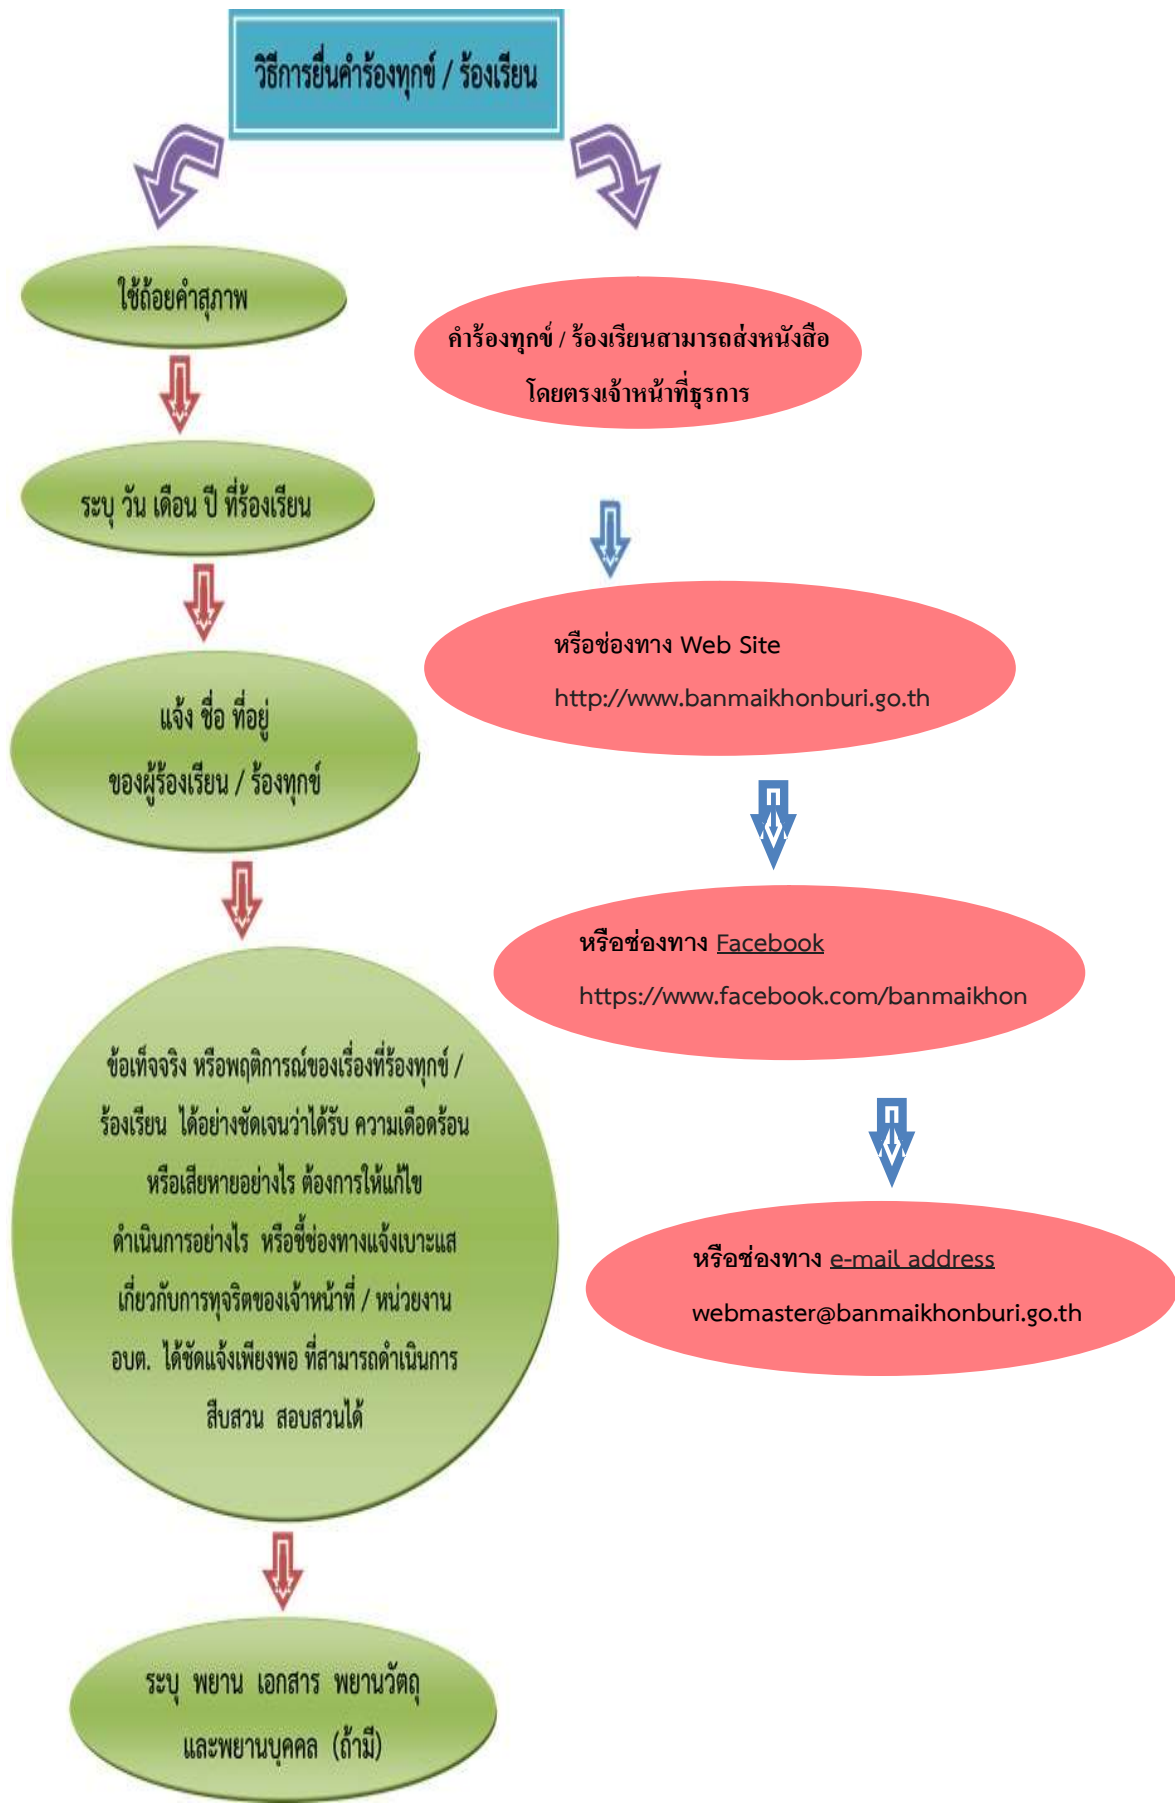 วิธีการยื่นคำร้องทุกข์ / ร้องเรียน
ใช้ถ้อยคำสุภาพ
ระบุ วัน เดือน ปี ที่ร้องเรียน
แจ้ง ชื่อ ที่อยู่
ของผู้ร้องเรียน / ร้องทุกข์
ข้อเท็จจริง หรือพฤติการณ์ของเรื่องที่ร้องทุกข์ /
ร้องเรียน ได้อย่างชัดเจนว่าได้รับ ความเดือดร้อน
หรือเสียหายอย่างไร ต้องการให้แก้ไข
ดำเนินการอย่างไร หรือชี้ช่องทางแจ้งเบาะแส
เกี่ยวกับการทุจริตของเจ้าหน้าที่ / หน่วยงาน
อบต. ได้ชัดแจ้งเพียงพอ ที่สามารถดำเนินการ
สืบสวน สอบสวนได้
ระบุ พยาน เอกสาร พยานวัตถุ
และพยานบุคคล (ถ้ามี)
คำร้องทุกข์ / ร้องเรียนสามารถส่งหนังสือ
โดยตรงเจ้าหน้าที่ธุรการ
หรือช่องทาง Web Site
http://www.banmaikhonburi.go.th
หรือช่องทาง Facebook
https://www.facebook.com/banmaikhon
หรือช่องทาง e-mail address
webmaster@banmaikhonburi.go.th